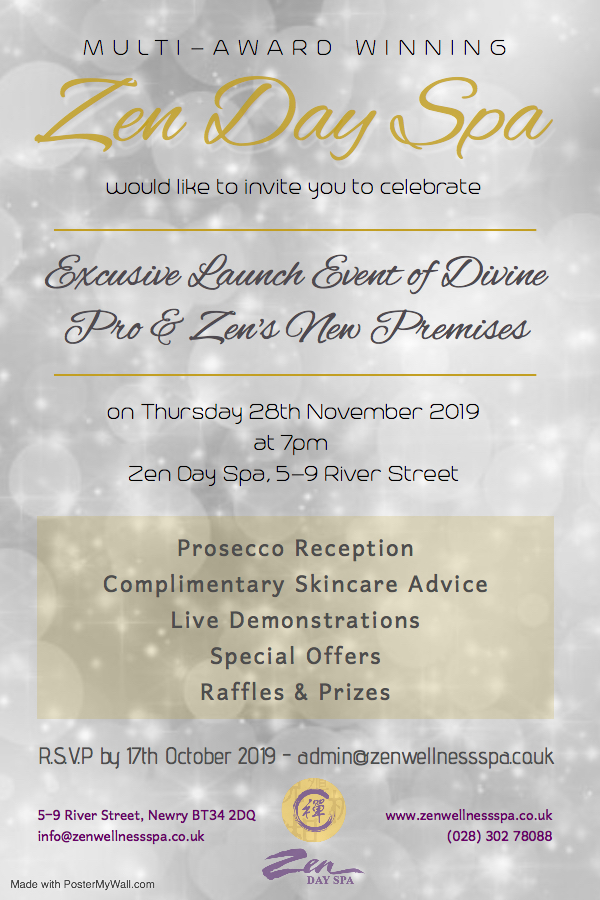 MULTI-AWARD WINNING
Zen Day Spa
would like to invite you to celebrate
Excusive Launch Event of Divine
Pro & Zen's New Premises
on Thursday 28th November 2019
at 7pm
Zen Day Spa, 5-9 River Street
Prosecco Reception
Complimentary Skincare Advice
Live Demonstrations
Special Offers
Raffles & Prizes
R.S.V.P by 17th October 2019 - admin@zenwellnessspa.co.uk
5-9 River Street, Newry BT34 2DQ
info@zenwellnessspa.co.uk
禪
Zen
DAY SPA
www.zenwellnessspa.co.uk
(028) 302 78088
Made with PosterMyWall.com